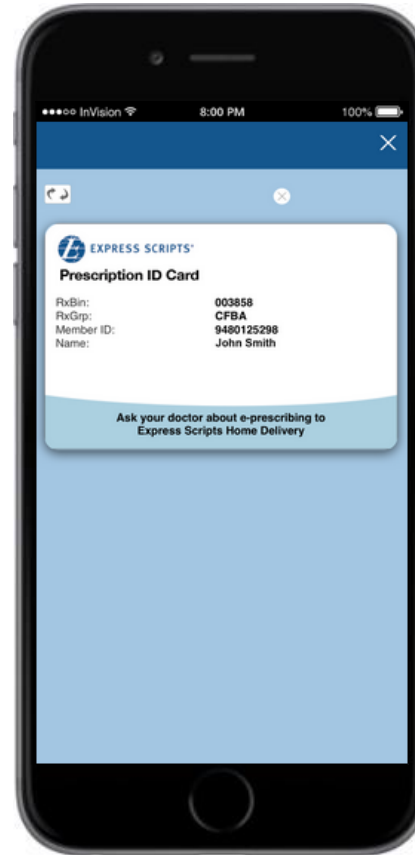 InVision 8:00 PM 100%
EXPRESS SCRIPTS®
Prescription ID Card
RxBin: 003858
RxGrp: CFBA
Member ID: 9480125298
Name: John Smith
Ask your doctor about e-prescribing to
Express Scripts Home Delivery